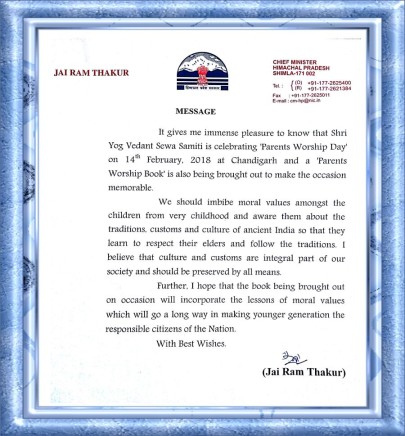 JAI RAM THAKUR
CHIEF MINISTER
HIMACHAL PRADESH
SHIMLA-171 002
Tel. : (O) +91-177-2625400
(R) +91-177-2621384
Fax : +91-177-2625011
E-mail : cm-hp@nic.in
MESSAGE
It gives me immense pleasure to know that Shri
Yog Vedant Sewa Samiti is celebrating 'Parents Worship Day'
on 14th February, 2018 at Chandigarh and a 'Parents
Worship Book' is also being brought out to make the occasion
memorable.
We should imbibe moral values amongst the
children from very childhood and aware them about the
traditions, customs and culture of ancient India so that they
learn to respect their elders and follow the traditions. I
believe that culture and customs are integral part of our
society and should be preserved by all means.
Further, I hope that the book being brought out
on occasion will incorporate the lessons of moral values
which will go a long way in making younger generation the
responsible citizens of the Nation.
With Best Wishes.
(Jai Ram Thakur)